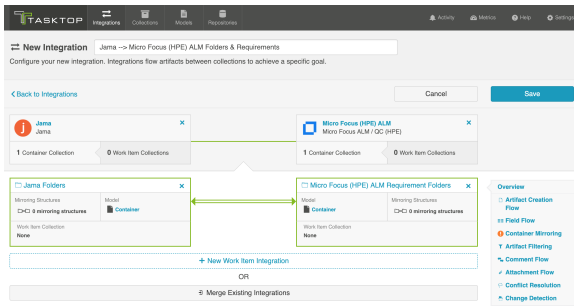 TASKTOP
Integrations
Collections
Models
Repositories
Activity
Metrics
Help
Settings
New Integration
Jama --> Micro Focus (HPE) ALM Folders & Requirements
Configure your new integration. Integrations flow artifacts between collections to achieve a specific goal.
Back to Integrations
Cancel
Save
Jama
Jama
1 Container Collection
0 Work Item Collections
Micro Focus (HPE) ALM
Micro Focus ALM / QC (HPE)
1 Container Collection
0 Work Item Collections
Jama Folders
Mirroring Structures
0 mirroring structures
Model
Container
Work Item Collection
None
Micro Focus (HPE) ALM Requirement Folders
Model
Container
Mirroring Structures
0 mirroring structures
Work Item Collection
None
+ New Work Item Integration
OR
Merge Existing Integrations
Overview
Artifact Creation
Flow
Field Flow
Container Mirroring
Artifact Filtering
Comment Flow
Attachment Flow
Conflict Resolution
Change Detection